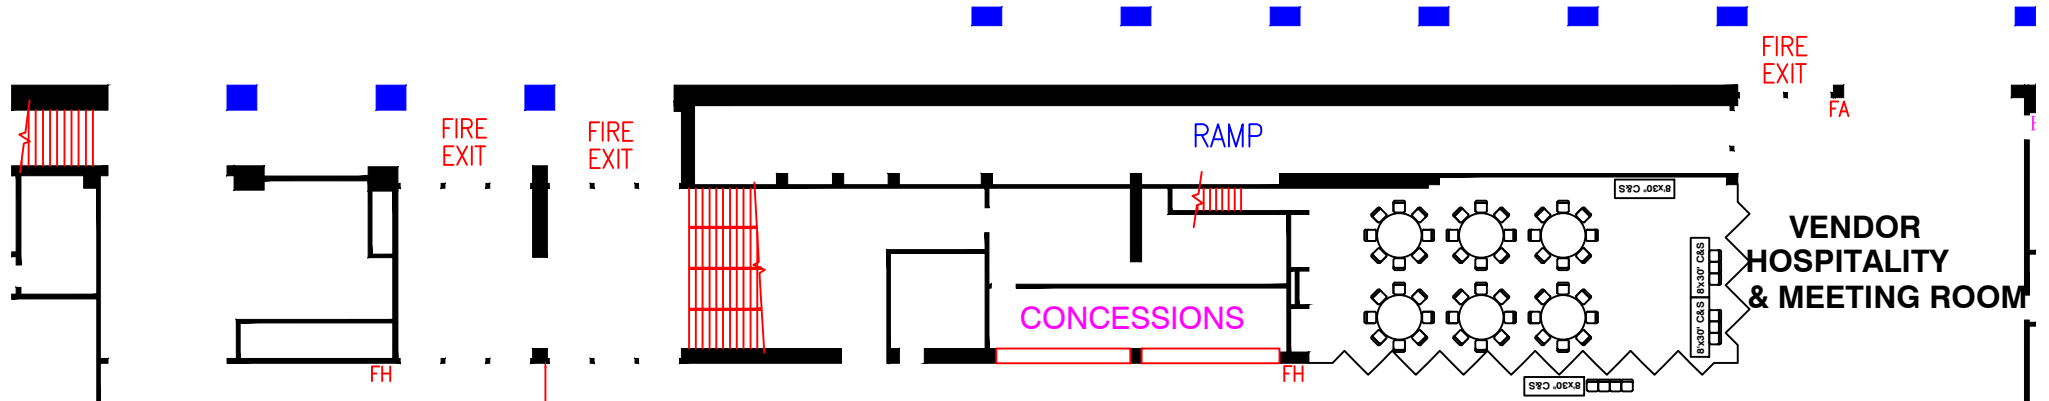 FIRE
EXIT
FA
FIRE
EXIT
FIRE
EXIT
RAMP
8'x30" C&S
VENDOR
HOSPITALITY
& MEETING ROOM
8'x30' C&S
8'x30' C&S
CONCESSIONS
FH
FH
8'x30" C&S